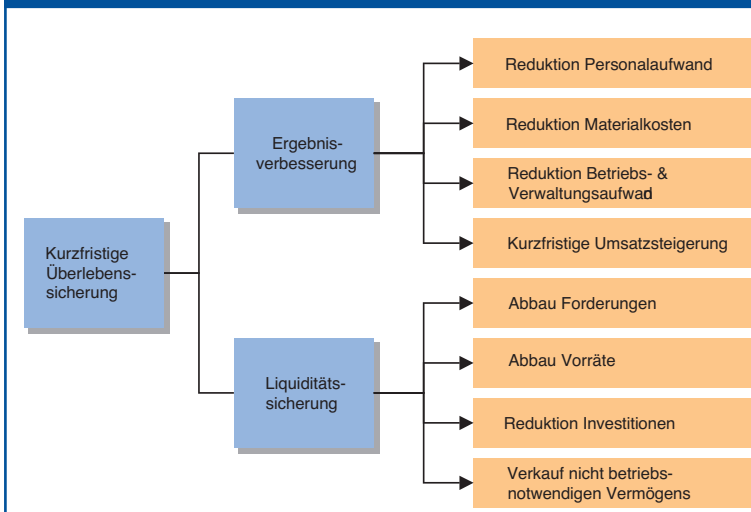 Kurzfristige
Überlebens-
sicherung
Ergebnis-
verbesserung
Reduktion Personalaufwand
Reduktion Materialkosten
Reduktion Betriebs- &
Verwaltungsaufwand
Kurzfristige Umsatzsteigerung
Liquiditäts-
sicherung
Abbau Forderungen
Abbau Vorräte
Reduktion Investitionen
Verkauf nicht betriebs-
notwendigen Vermögens